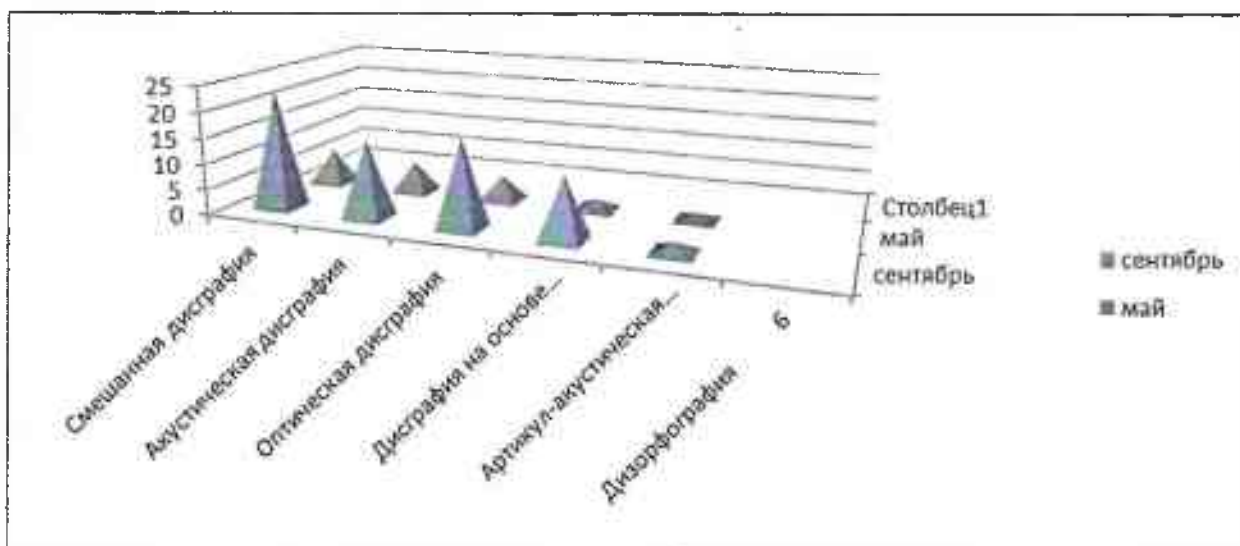 25
20
15
10
5
0
Столбец1
май
сентябрь
Смешанная дисграфия
Акустическая дисграфия
Оптическая дисграфия
Дисграфия на основе...
Артикул-акустическая...
Дизорфография
6
сентябрь
май